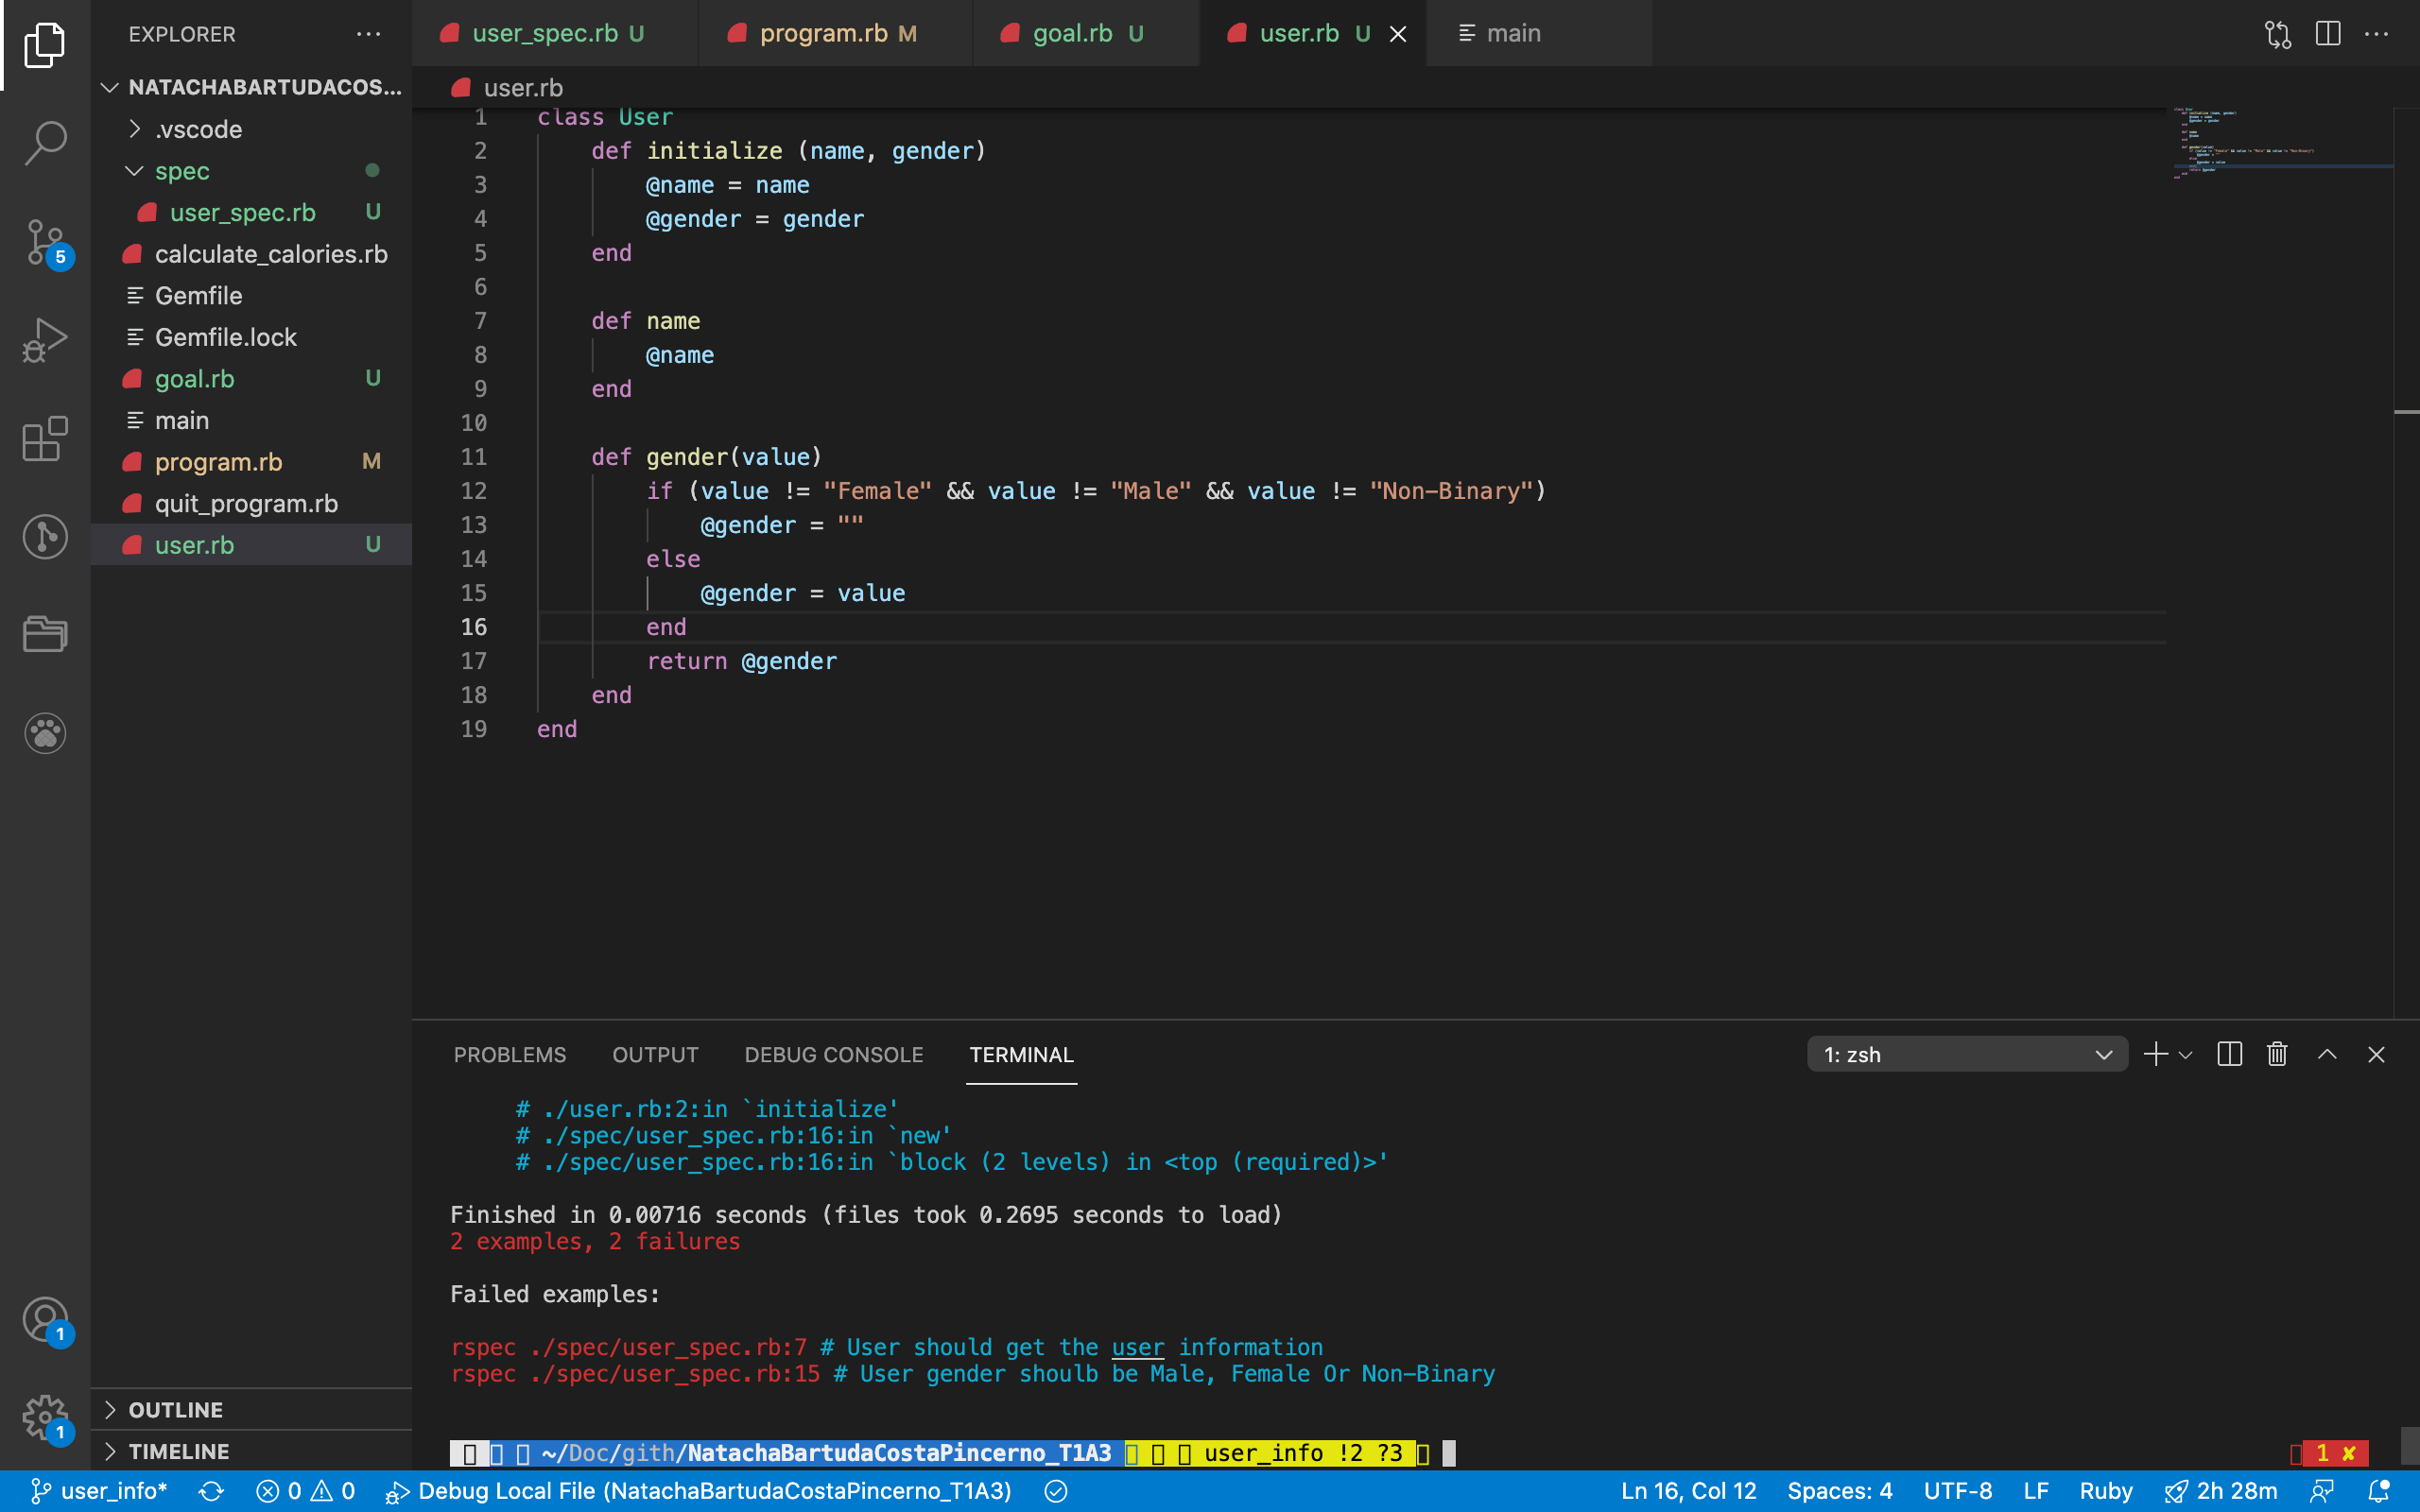 EXPLORER
NATACHABARTUDACOS...
.vscode
spec
user_spec.rb U
calculate_calories.rb
Gemfile
Gemfile.lock
goal.rb U
main
program.rb M
quit_program.rb
user.rb U
OUTLINE
TIMELINE
5
1
1
user_spec.rb U program.rb M goal.rb U user.rb U main
user.rb
1 class User
2 def initialize (name, gender)
3 @name = name
4 @gender = gender
5 end
6
7 def name
8 @name
9 end
10
11 def gender(value)
12 if (value != "Female" && value != "Male" && value != "Non-Binary")
13 @gender = ""
14 else
15 @gender = value
16 end
17 return @gender
18 end
19 end
PROBLEMS OUTPUT DEBUG CONSOLE TERMINAL 1: zsh
# ./user.rb:2:in `initialize'
# ./spec/user_spec.rb:16:in `new'
# ./spec/user_spec.rb:16:in `block (2 levels) in <top (required)>'
Finished in 0.00716 seconds (files took 0.2695 seconds to load)
2 examples, 2 failures
Failed examples:
rspec ./spec/user_spec.rb:7 # User should get the user information
rspec ./spec/user_spec.rb:15 # User gender shoulb be Male, Female Or Non-Binary
~/Doc/gith/NatachaBartudaCostaPincerno_T1A3 user_info !2 ?3 1 ✘
user_info* 0 0 Debug Local File (NatachaBartudaCostaPincerno_T1A3) Ln 16, Col 12 Spaces: 4 UTF-8 LF Ruby 2h 28m